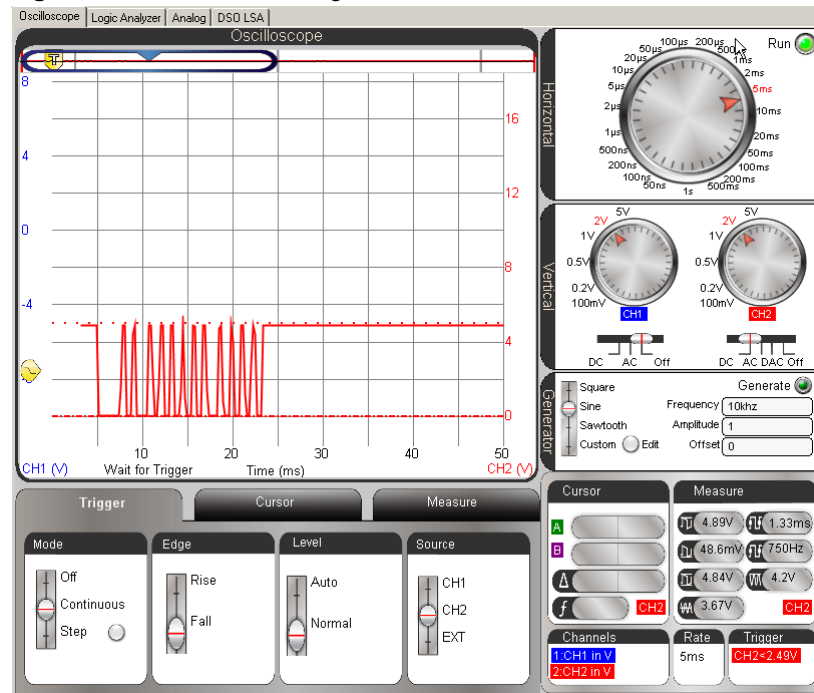 Oscilloscope Logic Analyzer Analog DSO LSA
Oscilloscope
T
8
4
0
-4
16
12
8
4
0
10 20 30 40 50
CH1 (V) Wait for Trigger Time (ms) CH2 (V)
Horizontal
Run
50µs 100µs 200µs 500
20µs 1ms
10µs 2ms
5µs 5ms
2µs 10ms
1µs 20ms
500ns 50ms
200ns 100ms
100ns 200ms
50ns 1s 500ms
Vertical
5V 5V
2V 2V
1V 1V
0.5V 0.5V
0.2V 0.2V
100mV 100mV
CH1 CH2
DC AC Off DC AC DAC Off
Generator
Square Generate
Sine Frequency 10khz
Sawtooth Amplitude 1
Custom Edit Offset 0
Trigger Cursor Measure
Mode
Off
Continuous
Step
Edge
Rise
Fall
Level
Auto
Normal
Source
CH1
CH2
EXT
Cursor
A
B
Δ
f CH2
Measure
4.89V 1.33ms
48.6mV 750Hz
4.84V 4.2V
3.67V CH2
Channels
1:CH1 in V
2:CH2 in V
Rate
5ms
Trigger
CH2<2.49V